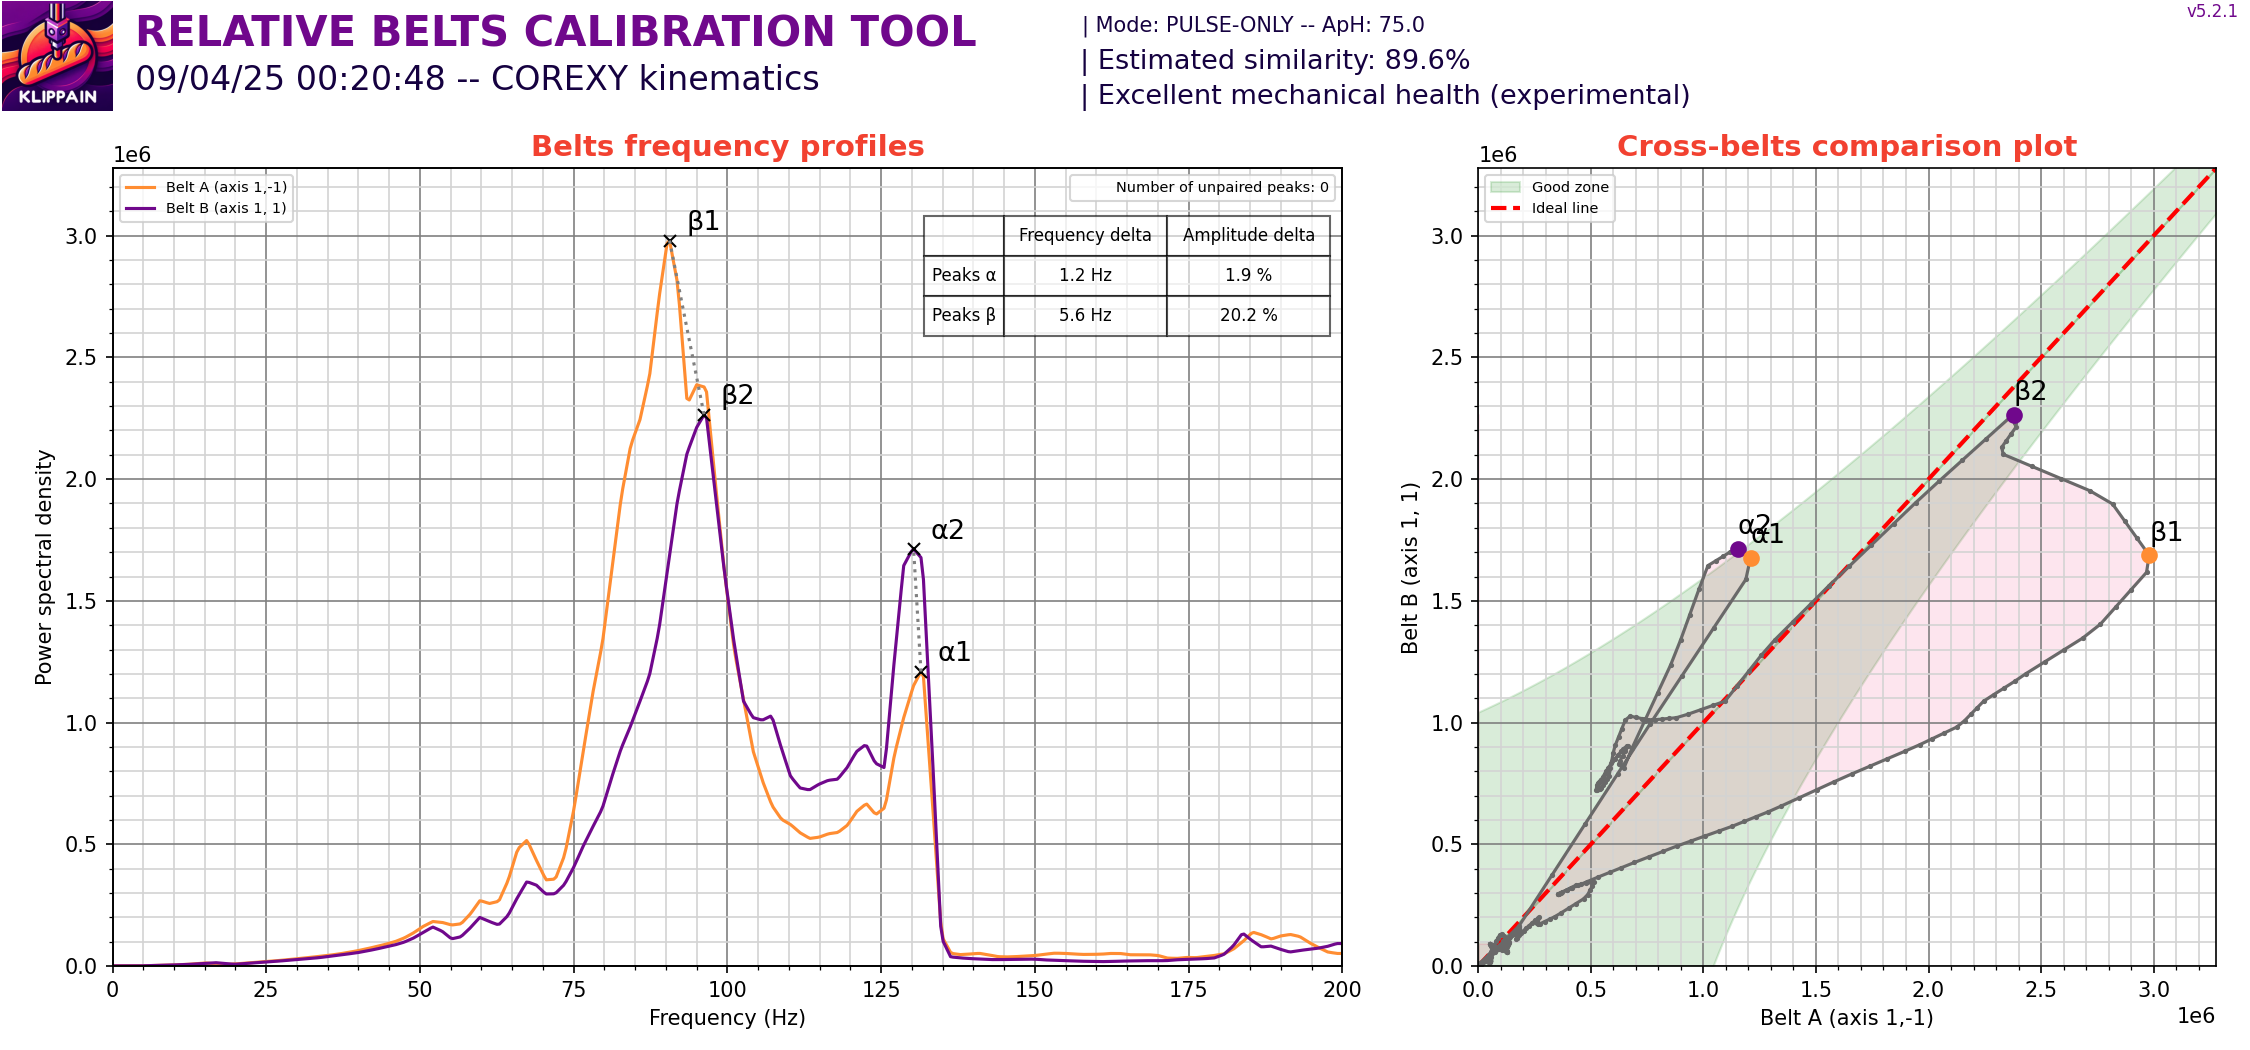 v5.2.1
KLIPPAIN
RELATIVE BELTS CALIBRATION TOOL
09/04/25 00:20:48 -- COREXY kinematics
| Mode: PULSE-ONLY -- ApH: 75.0
| Estimated similarity: 89.6%
| Excellent mechanical health (experimental)
Belts frequency profiles
1e6
Belt A (axis 1,-1)
Belt B (axis 1, 1)
Number of unpaired peaks: 0
Frequency delta Amplitude delta
Peaks α 1.2 Hz 1.9 %
Peaks β 5.6 Hz 20.2 %
β1
β2
α2
α1
3.0
2.5
2.0
1.5
1.0
0.5
0.0
Power spectral density
0 25 50 75 100 125 150 175 200
Frequency (Hz)
Cross-belts comparison plot
1e6
Good zone
Ideal line
β2
α2
α1
β1
3.0
2.5
2.0
1.5
1.0
0.5
0.0
Belt B (axis 1, 1)
0.0 0.5 1.0 1.5 2.0 2.5 3.0
Belt A (axis 1,-1)
1e6